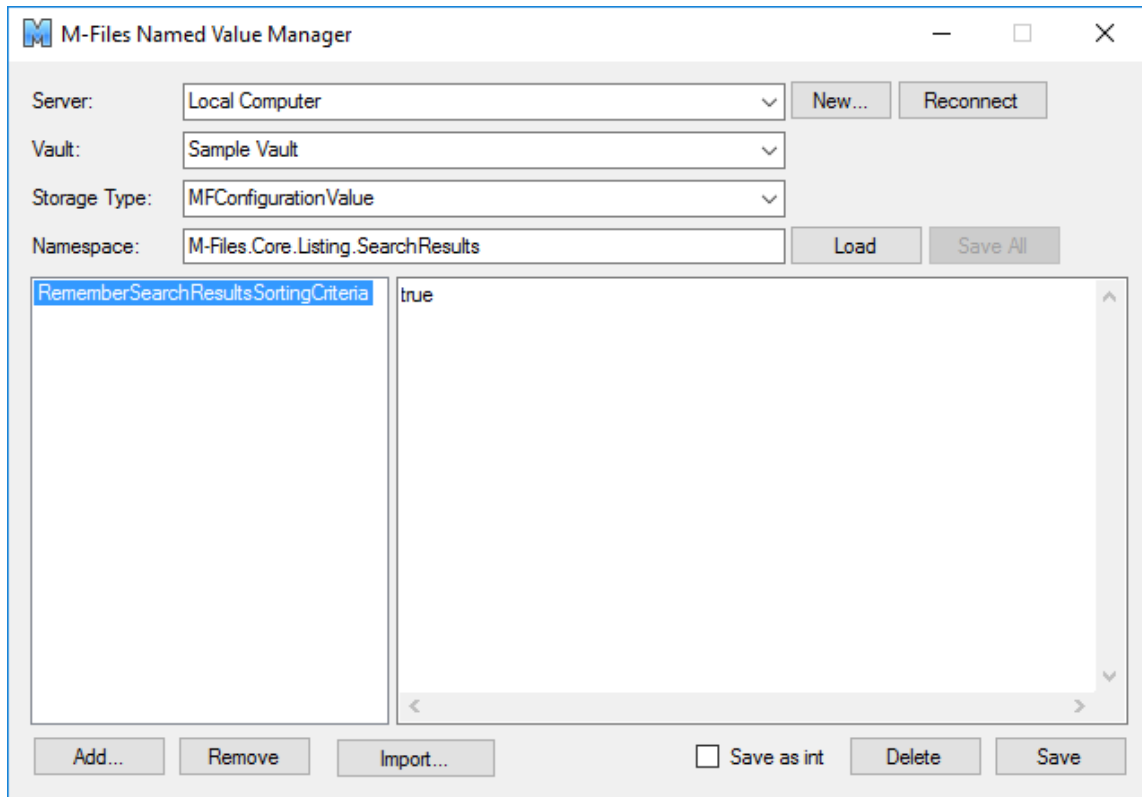 M-Files Named Value Manager
Server: Local Computer New... Reconnect
Vault: Sample Vault
Storage Type: MFConfigurationValue
Namespace: M-Files.Core.Listing.SearchResults Load Save All
RememberSearchResultsSortingCriteria true
Add... Remove Import... Save as int Delete Save